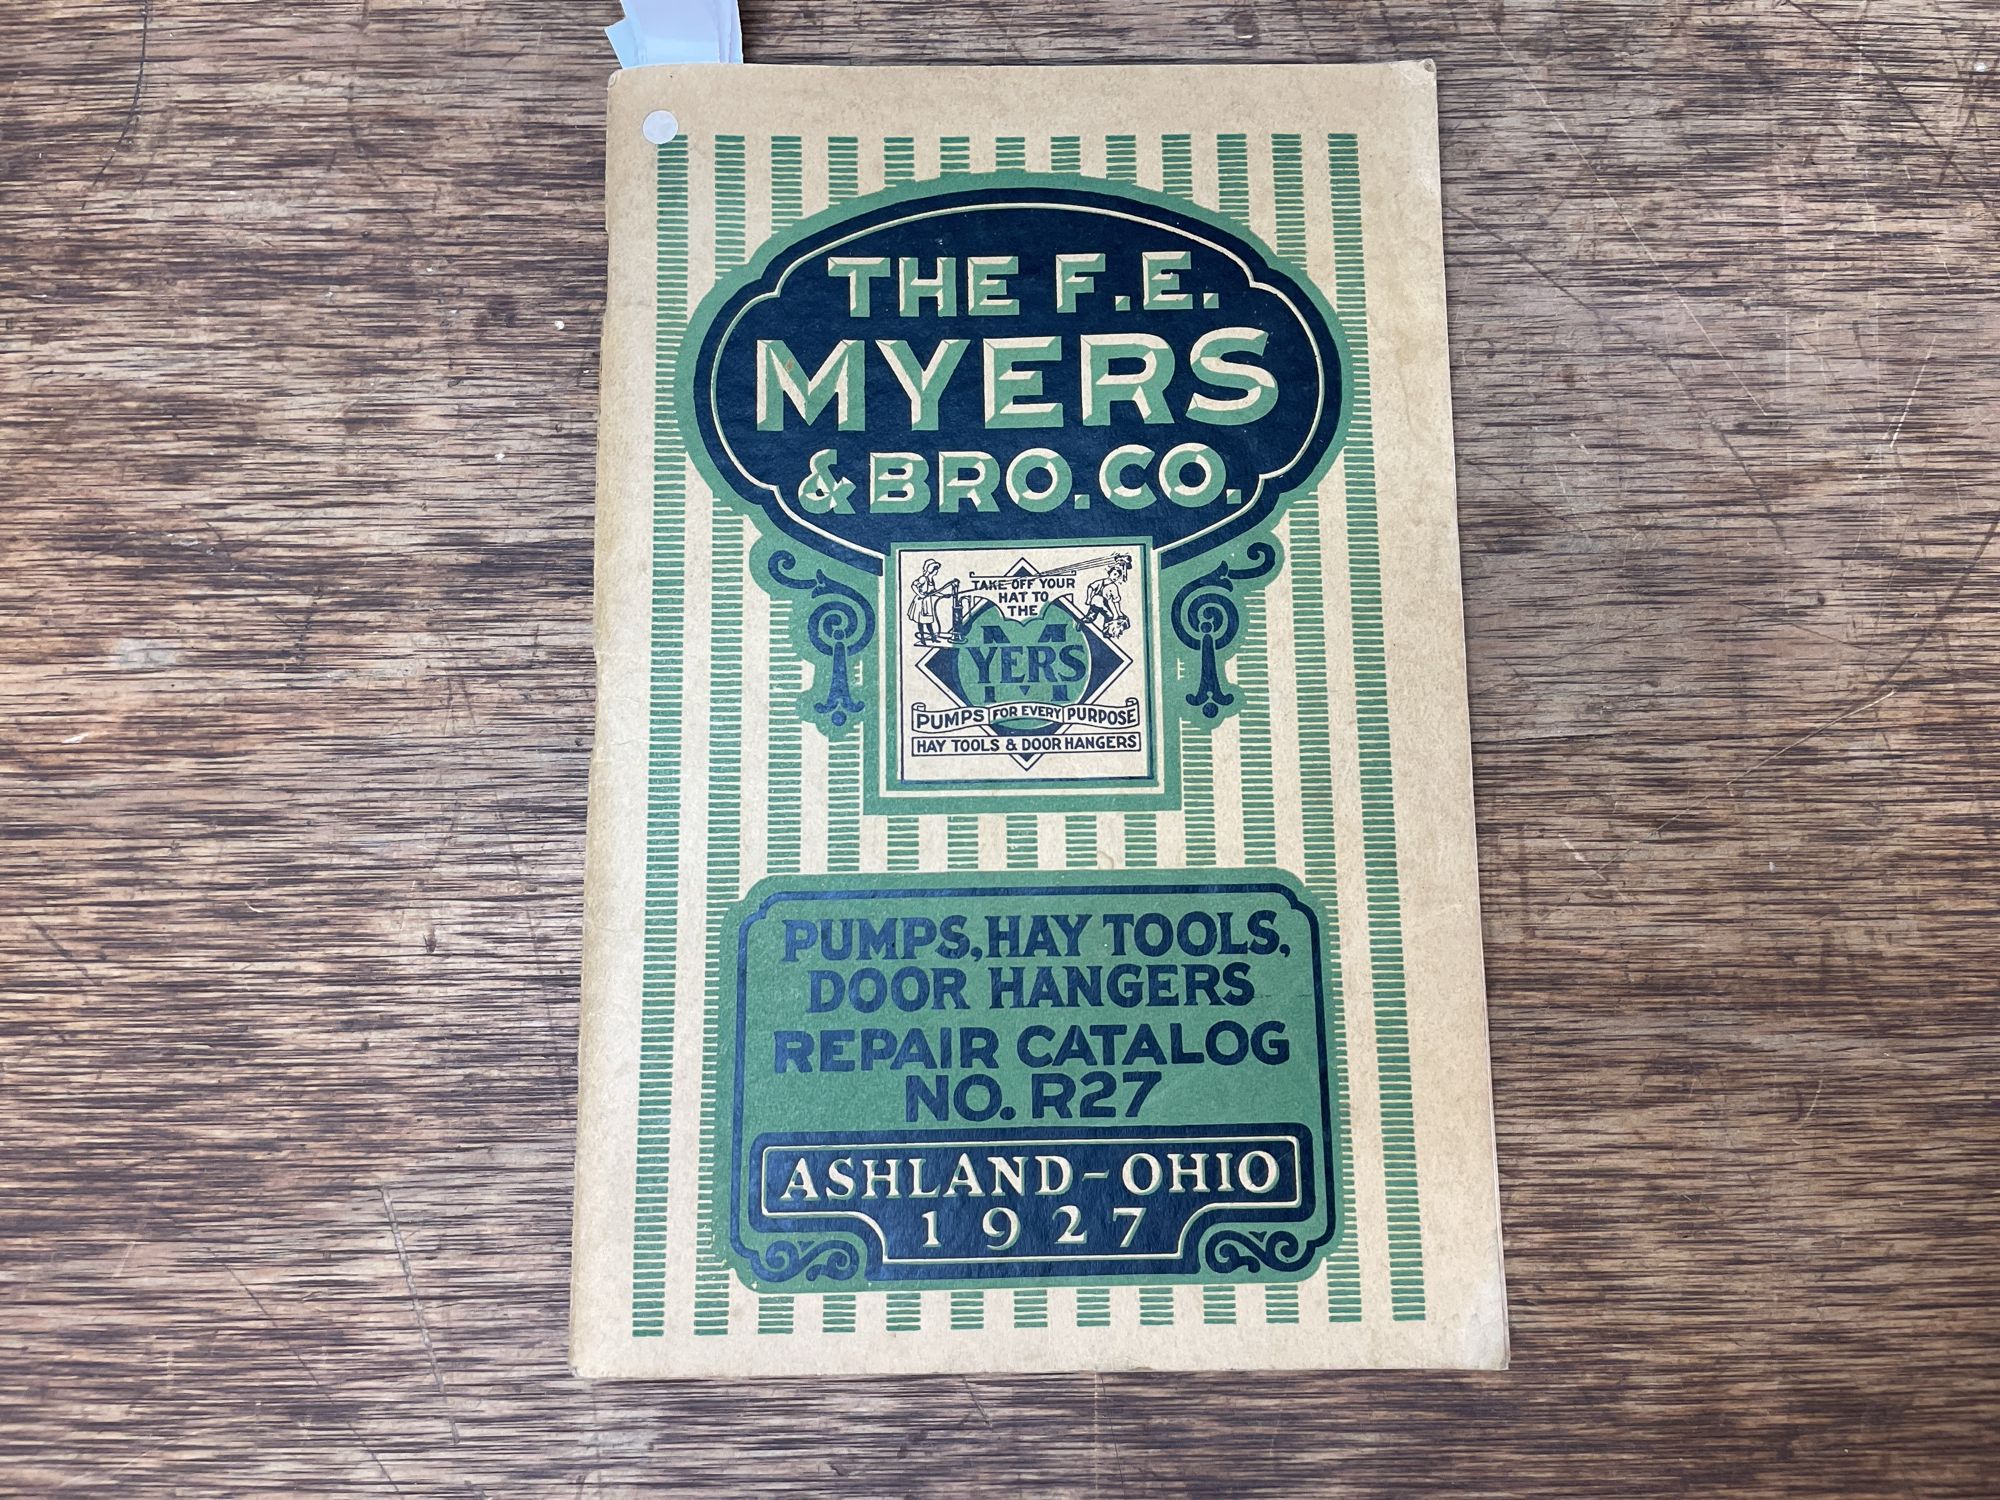 THE F.E.
MYERS
& BRO. CO.
TAKE OFF YOUR
HAT TO
THE
MYERS
PUMPS FOR EVERY PURPOSE
HAY TOOLS & DOOR HANGERS
PUMPS, HAY TOOLS,
DOOR HANGERS
REPAIR CATALOG
NO. R27
ASHLAND-OHIO
1927